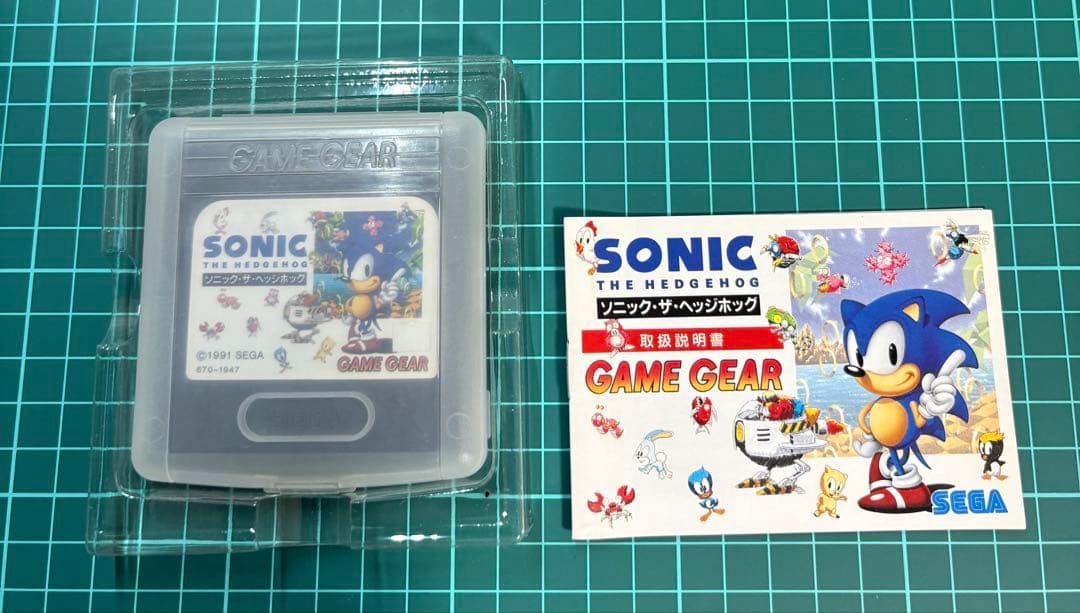 GAME GEAR
SONIC
THE HEDGEHOG
ソニック・ザ・ヘッジホッグ
©1991 SEGA
670-1947
GAME GEAR
SONIC
THE HEDGEHOG
ソニック・ザ・ヘッジホッグ
取扱説明書
GAME GEAR
SEGA